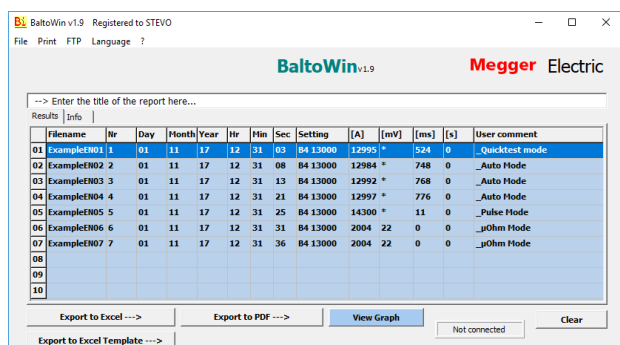 BaltoWin v1.9 Registered to STEVO
File Print FTP Language ?
BaltoWin v1.9 Megger Electric
--> Enter the title of the report here...
Results Info
Filename Nr Day Month Year Hr Min Sec Setting [A] [mV] [ms] [s] User comment
01 ExampleEN01 1 01 11 17 12 31 03 B4 13000 12995 * 524 0 _Quicktest mode
02 ExampleEN02 2 01 11 17 12 31 08 B4 13000 12984 * 748 0 _Auto Mode
03 ExampleEN03 3 01 11 17 12 31 13 B4 13000 12992 * 768 0 _Auto Mode
04 ExampleEN04 4 01 11 17 12 31 21 B4 13000 12997 * 776 0 _Auto Mode
05 ExampleEN05 5 01 11 17 12 31 25 B4 13000 14300 * 11 0 _Pulse Mode
06 ExampleEN06 6 01 11 17 12 31 31 B4 13000 2004 22 0 0 _µOhm Mode
07 ExampleEN07 7 01 11 17 12 31 36 B4 13000 2004 22 0 0 _µOhm Mode
08
09
10
Export to Excel ---> Export to PDF ---> View Graph Not connected Clear
Export to Excel Template --->